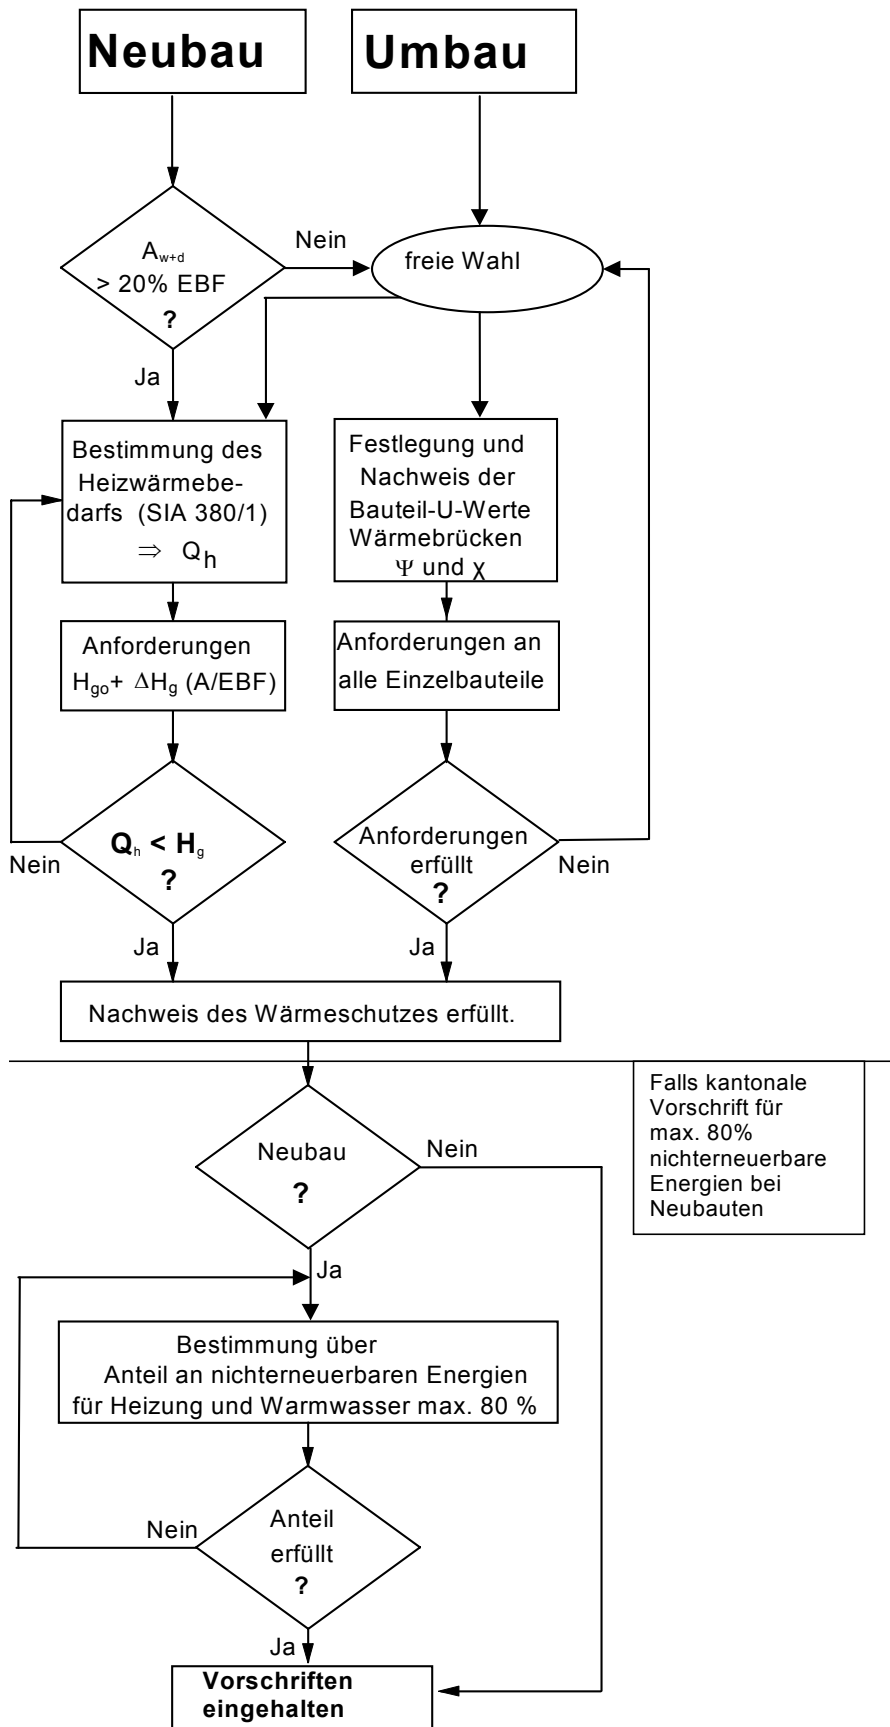 Neubau
Umbau
A_w+d
> 20% EBF
?
Nein
freie Wahl
Ja
Bestimmung des
Heizwärmebe-
darfs (SIA 380/1)
⇒ Q_h
Festlegung und
Nachweis der
Bauteil-U-Werte
Wärmebrücken
Ψ und χ
Anforderungen
H_go + ΔH_g (A/EBF)
Anforderungen an
alle Einzelbauteile
Q_h < H_g
?
Nein
Ja
Anforderungen
erfüllt
?
Nein
Ja
Nachweis des Wärmeschutzes erfüllt.
Falls kantonale
Vorschrift für
max. 80%
nichterneuerbare
Energien bei
Neubauten
Neubau
?
Nein
Ja
Bestimmung über
Anteil an nichterneuerbaren Energien
für Heizung und Warmwasser max. 80 %
Anteil
erfüllt
?
Nein
Ja
Vorschriften
eingehalten